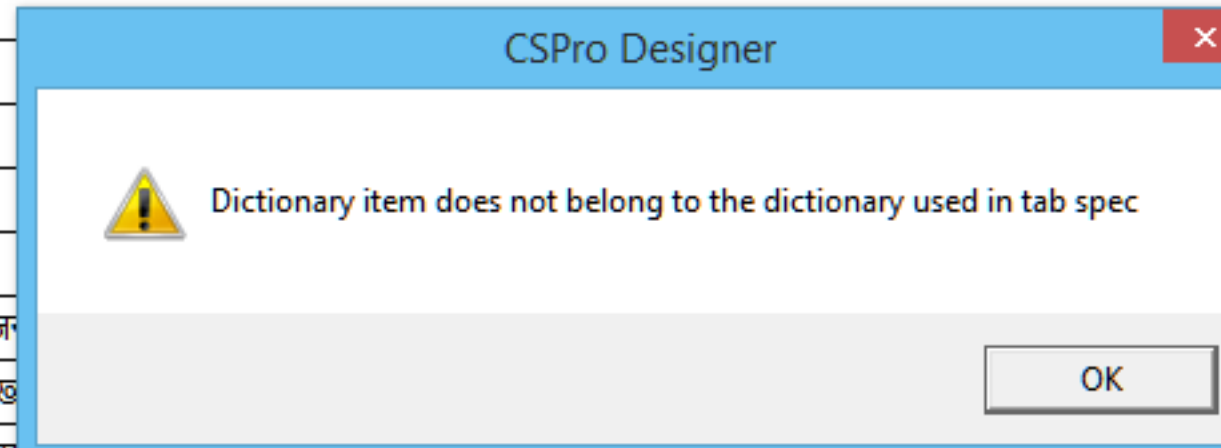 CSPro Designer
Dictionary item does not belong to the dictionary used in tab spec
OK